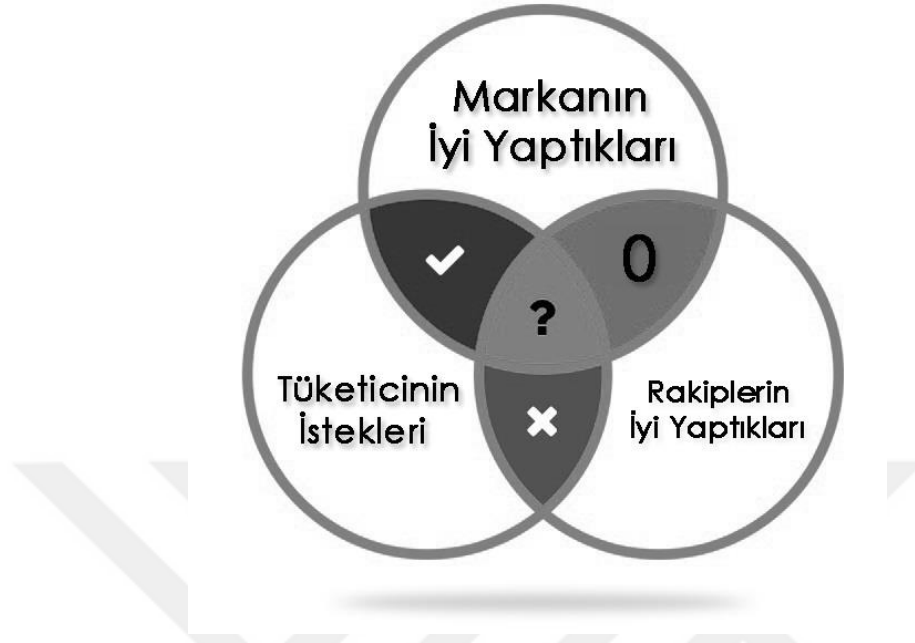 Markanın
İyi Yaptıkları
0
?
Tüketicinin
İstekleri
Rakiplerin
İyi Yaptıkları